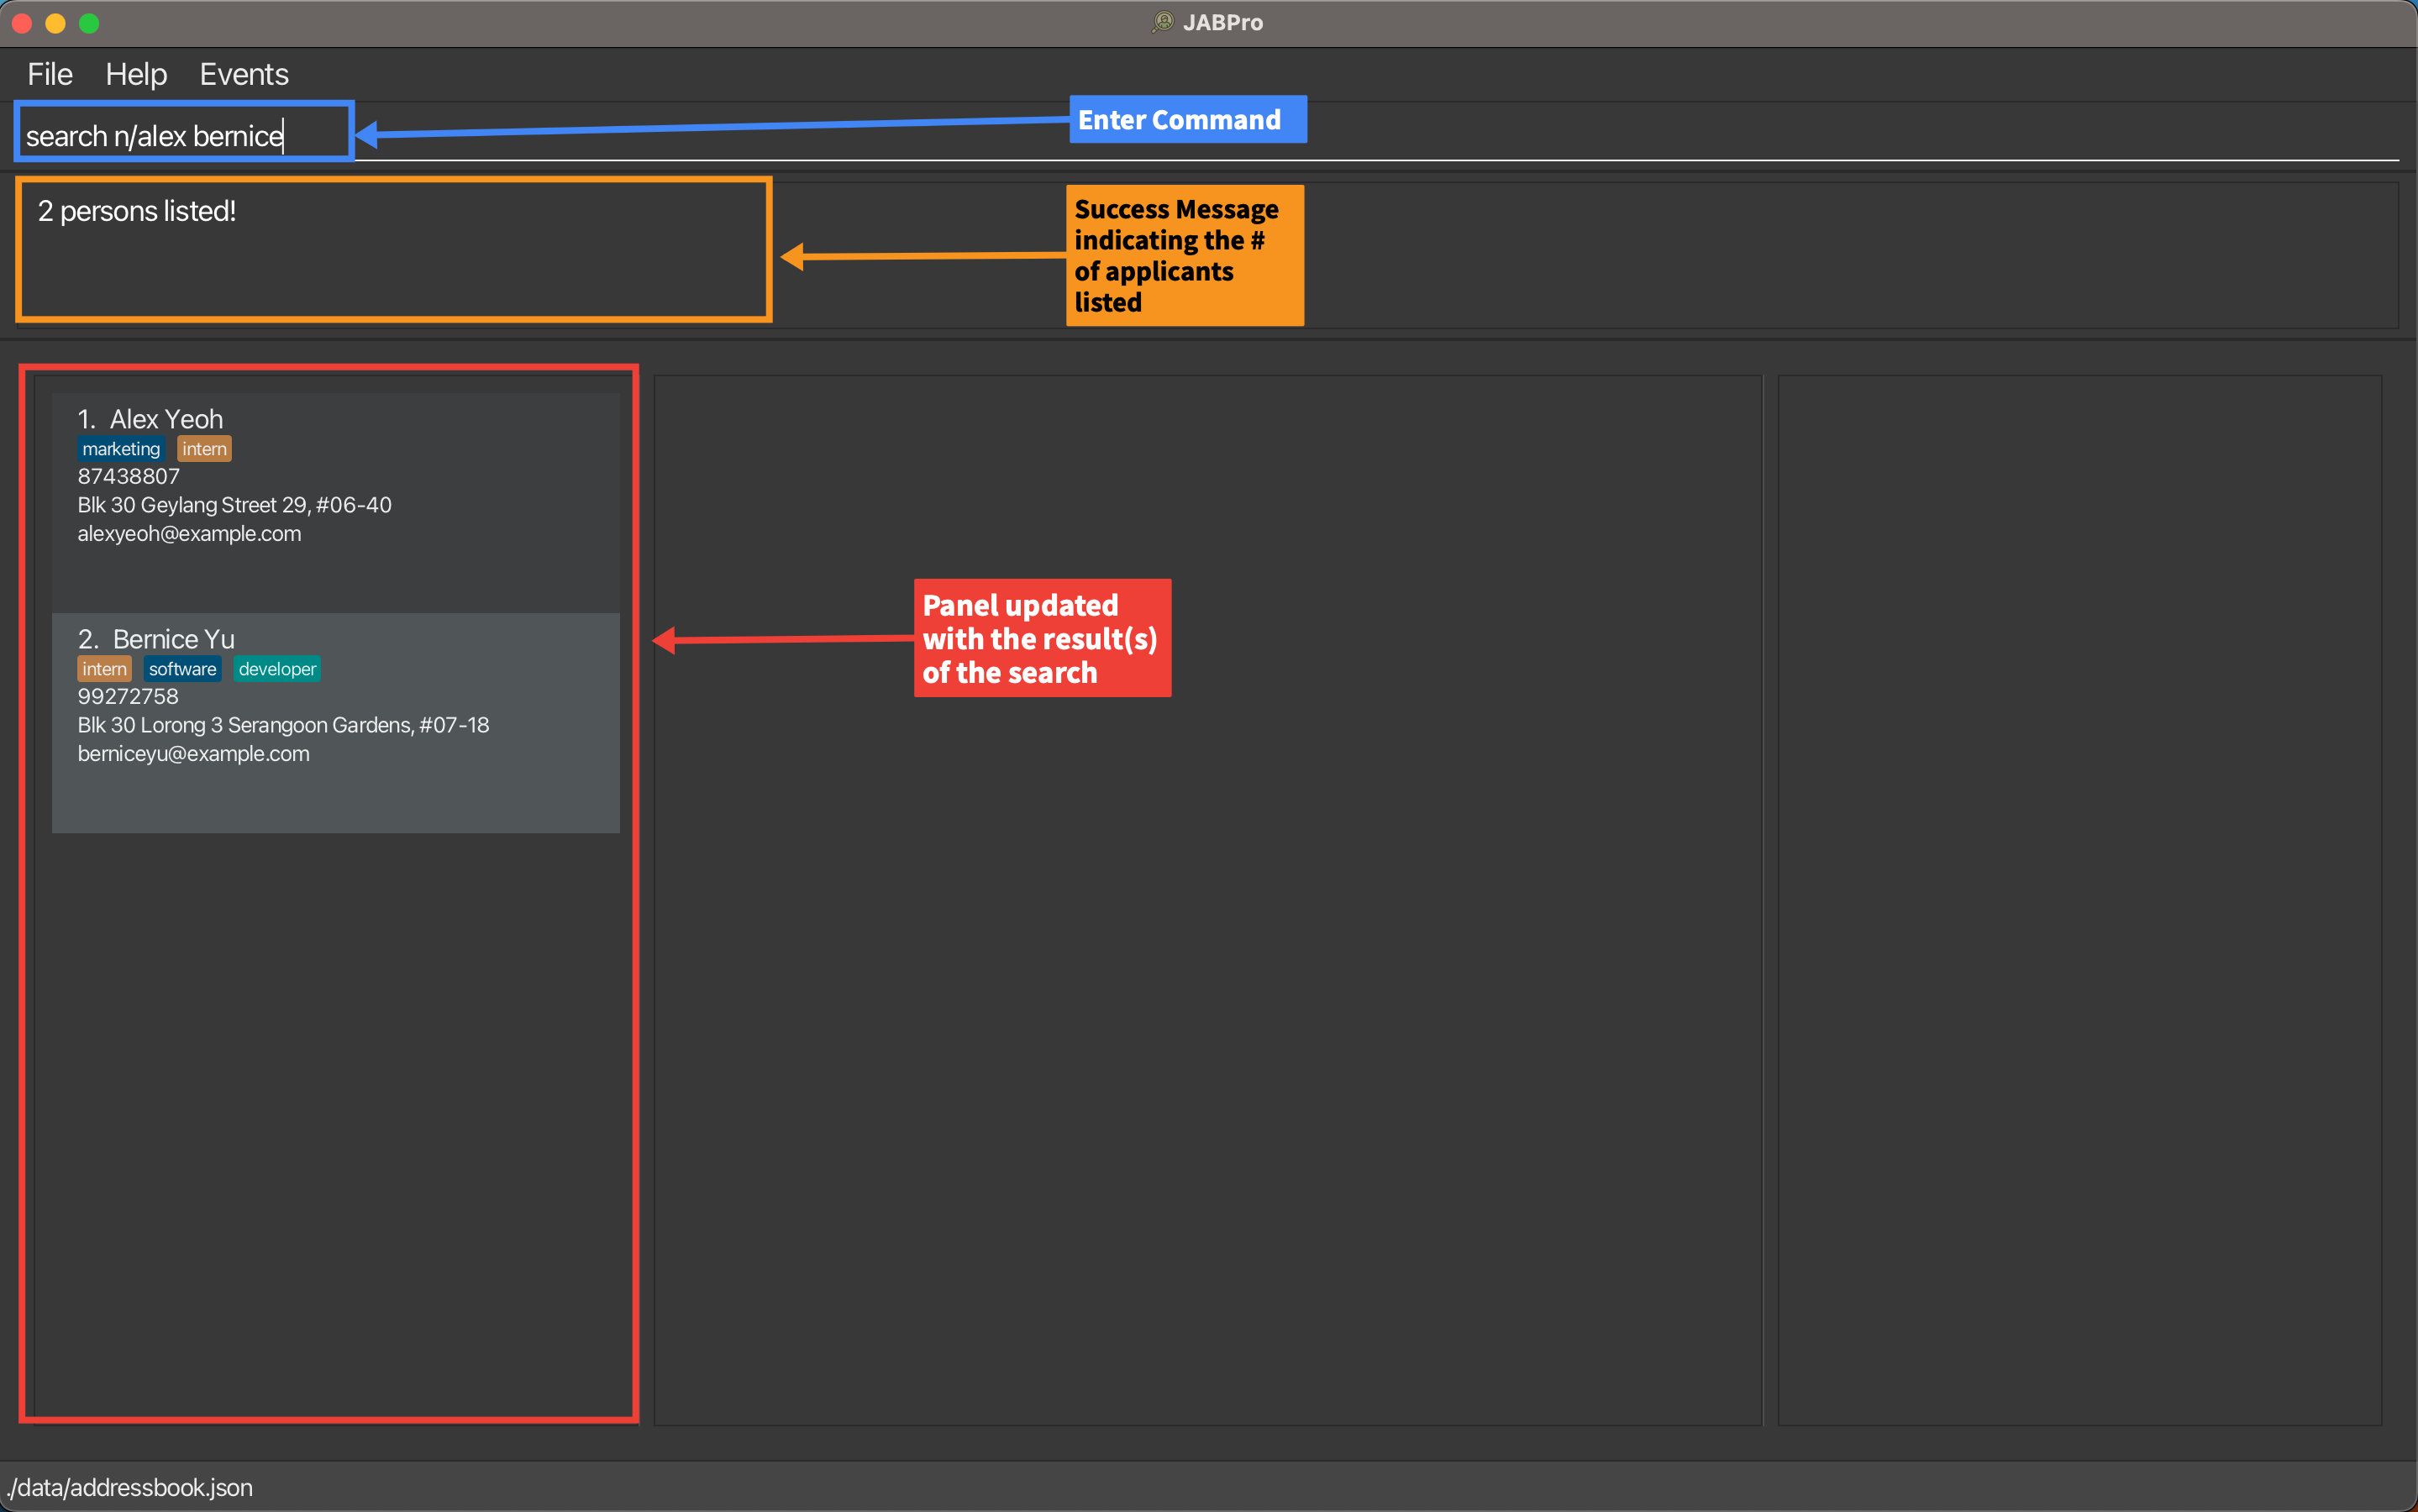 JABPro
File Help Events
search n/alex bernice
Enter Command
2 persons listed!
Success Message
indicating the #
of applicants
listed
1. Alex Yeoh
marketing intern
87438807
Blk 30 Geylang Street 29, #06-40
alexyeoh@example.com
2. Bernice Yu
intern software developer
99272758
Blk 30 Lorong 3 Serangoon Gardens, #07-18
berniceyu@example.com
Panel updated
with the result(s)
of the search
./data/addressbook.json